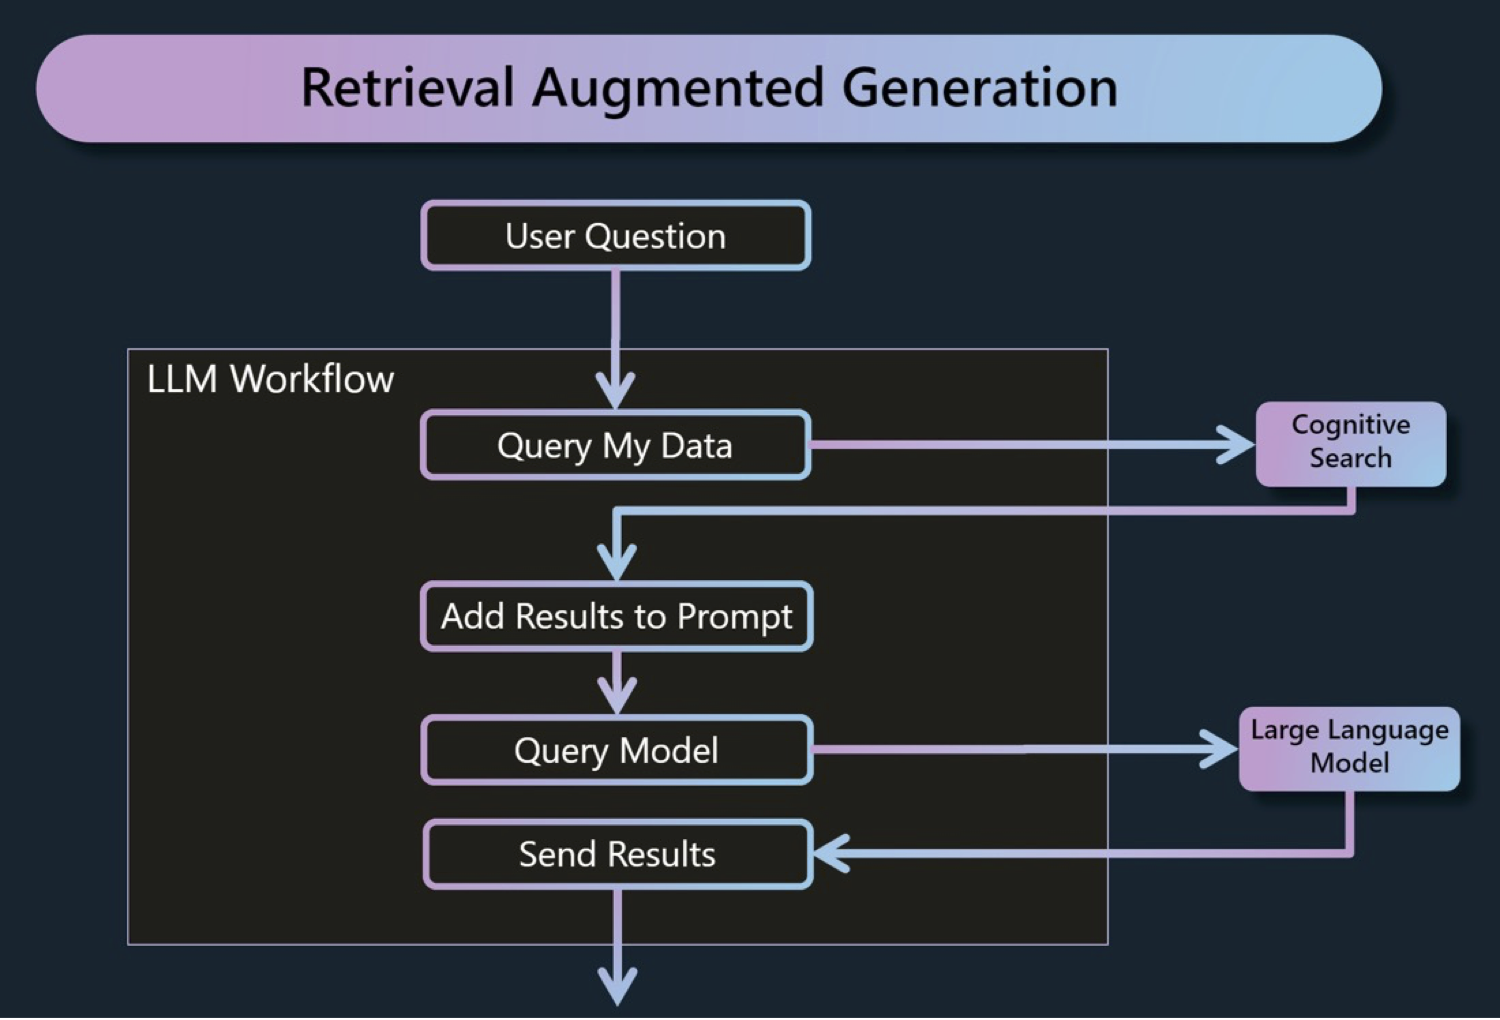 Retrieval Augmented Generation
User Question
LLM Workflow
Query My Data
Cognitive
Search
Add Results to Prompt
Query Model
Large Language
Model
Send Results